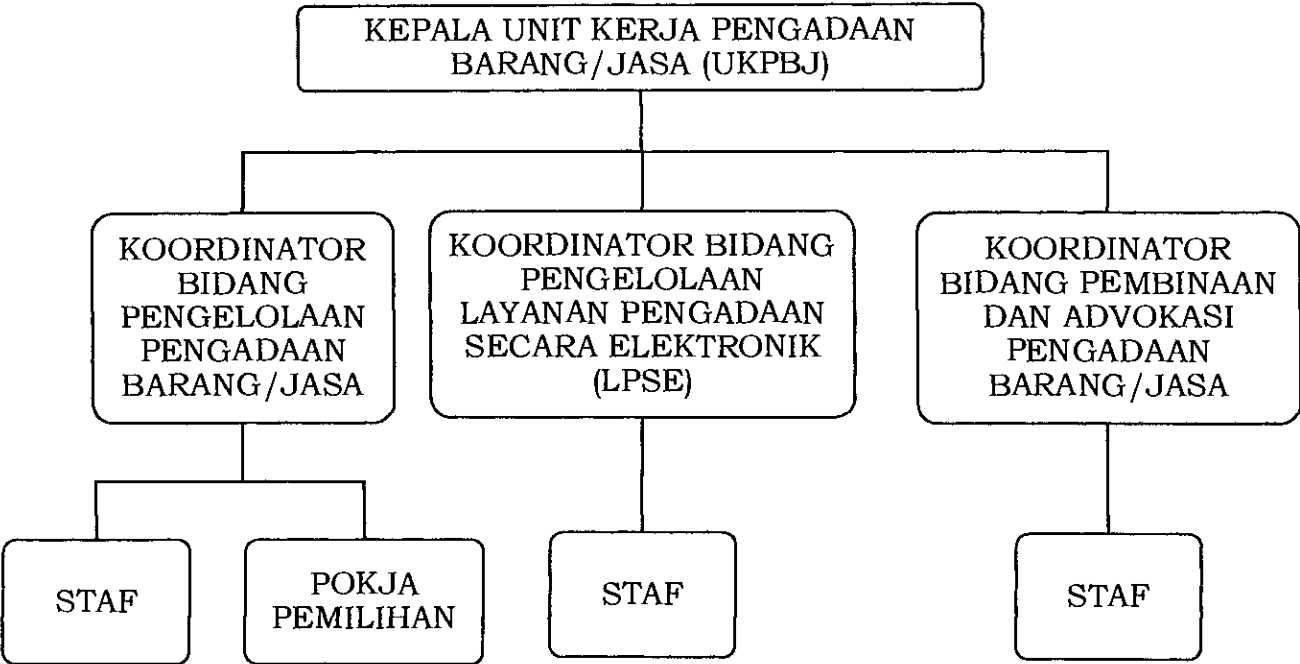 KEPALA UNIT KERJA PENGADAAN
BARANG/JASA (UKPBJ)
KOORDINATOR
BIDANG
PENGELOLAAN
PENGADAAN
BARANG/JASA
KOORDINATOR BIDANG
PENGELOLAAN
LAYANAN PENGADAAN
SECARA ELEKTRONIK
(LPSE)
KOORDINATOR
BIDANG PEMBINAAN
DAN ADVOKASI
PENGADAAN
BARANG/JASA
STAF
POKJA
PEMILIHAN
STAF
STAF